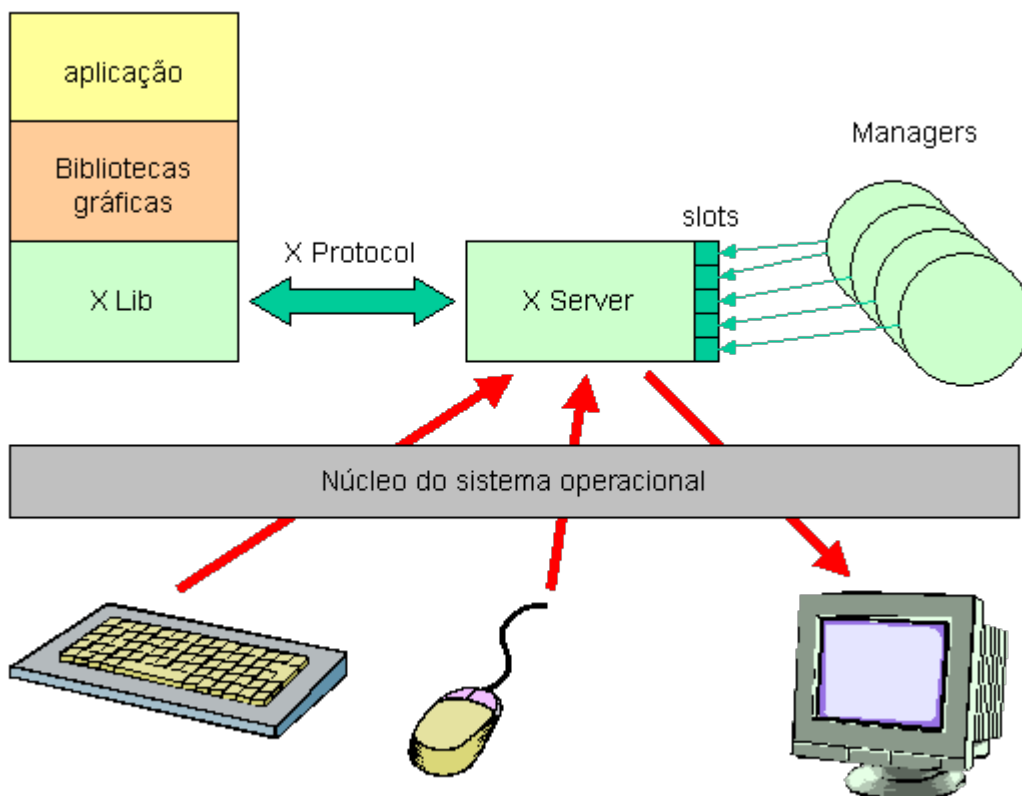 aplicação
Bibliotecas
gráficas
X Lib
X Protocol
X Server
slots
Managers
Núcleo do sistema operacional